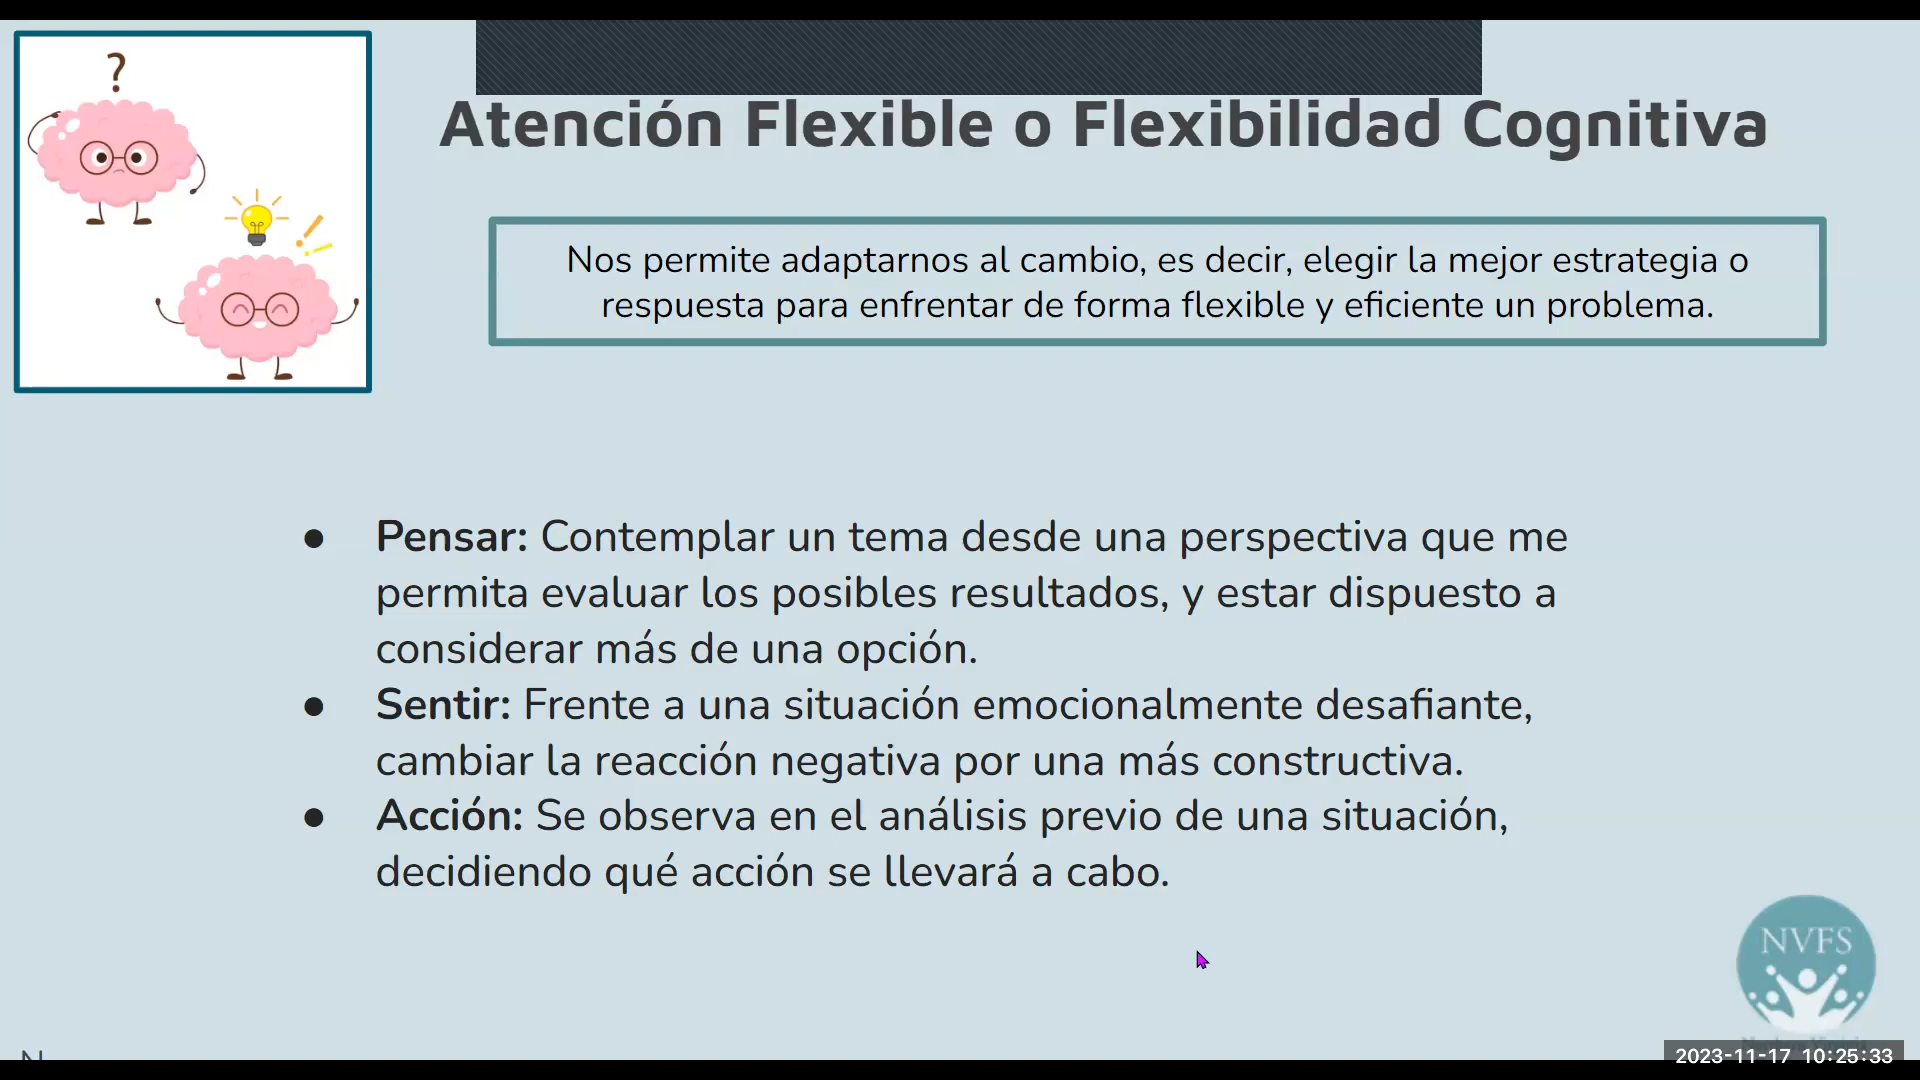 ?
Atención Flexible o Flexibilidad Cognitiva
Nos permite adaptarnos al cambio, es decir, elegir la mejor estrategia o
respuesta para enfrentar de forma flexible y eficiente un problema.
● Pensar: Contemplar un tema desde una perspectiva que me
permita evaluar los posibles resultados, y estar dispuesto a
considerar más de una opción.
● Sentir: Frente a una situación emocionalmente desafiante,
cambiar la reacción negativa por una más constructiva.
● Acción: Se observa en el análisis previo de una situación,
decidiendo qué acción se llevará a cabo.
NVFS
2023-11-17 10:25:33